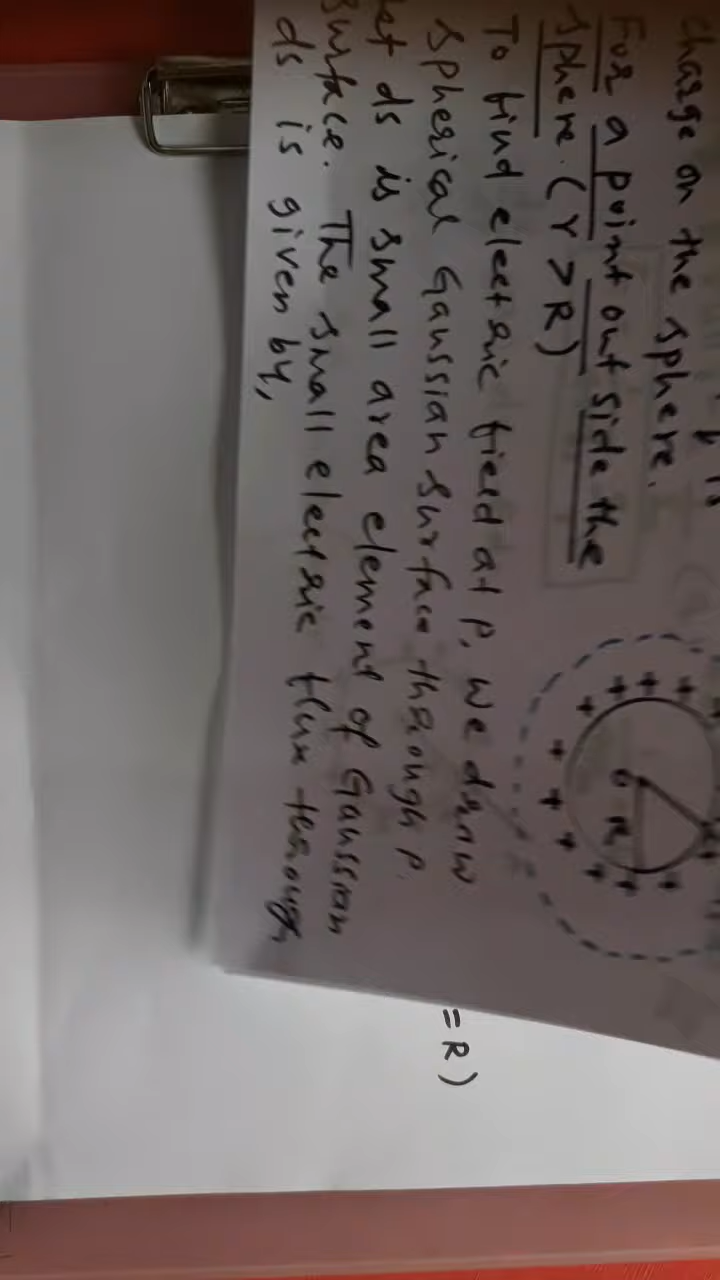 charge on the sphere.
For a point out side the
sphere. (r > R)
To find electric field at P, we draw
spherical Gaussian surface through P.
let ds is small area element of Gaussian
surface. The small electric flux through
ds is given by,
+ + + + + + + + + + +
O R
= R)